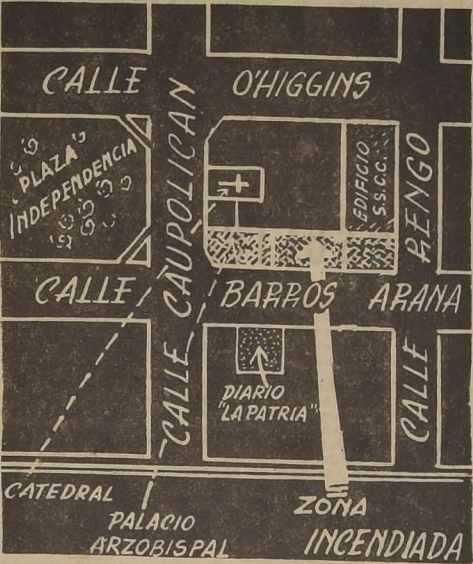 CALLE O'HIGGINS
CALLE CAUPOLICAN
PLAZA
INDEPENDENCIA
EDIFICIO
S.S.C.C.
CALLE RENGO
CALLE BARROS ARANA
DIARIO
"LA PATRIA"
CATEDRAL
PALACIO
ARZOBISPAL
ZONA
INCENDIADA